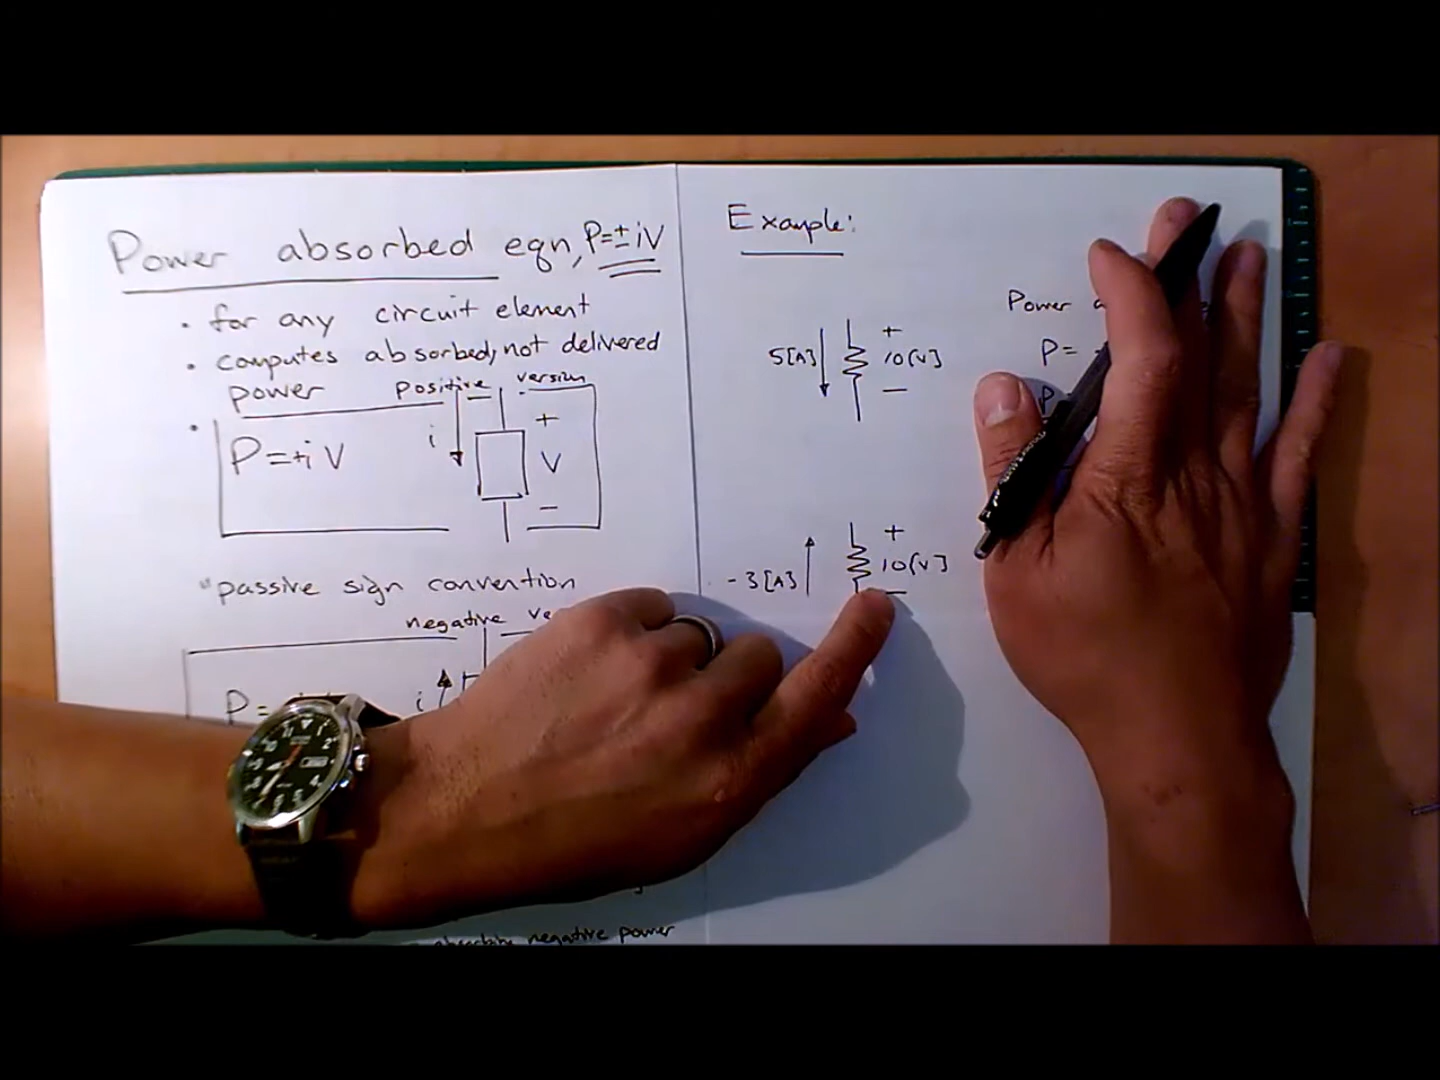 Power absorbed eqn, P=±iV
• for any circuit element
• computes absorbed, not delivered
power
positive version
• P=+iV
i
+
V
−
"passive sign convention
negative
P=
i
negative power
Example:
Power
5[A]
+
10[V]
−
P=
P
-3[A]
+
10[V]
−